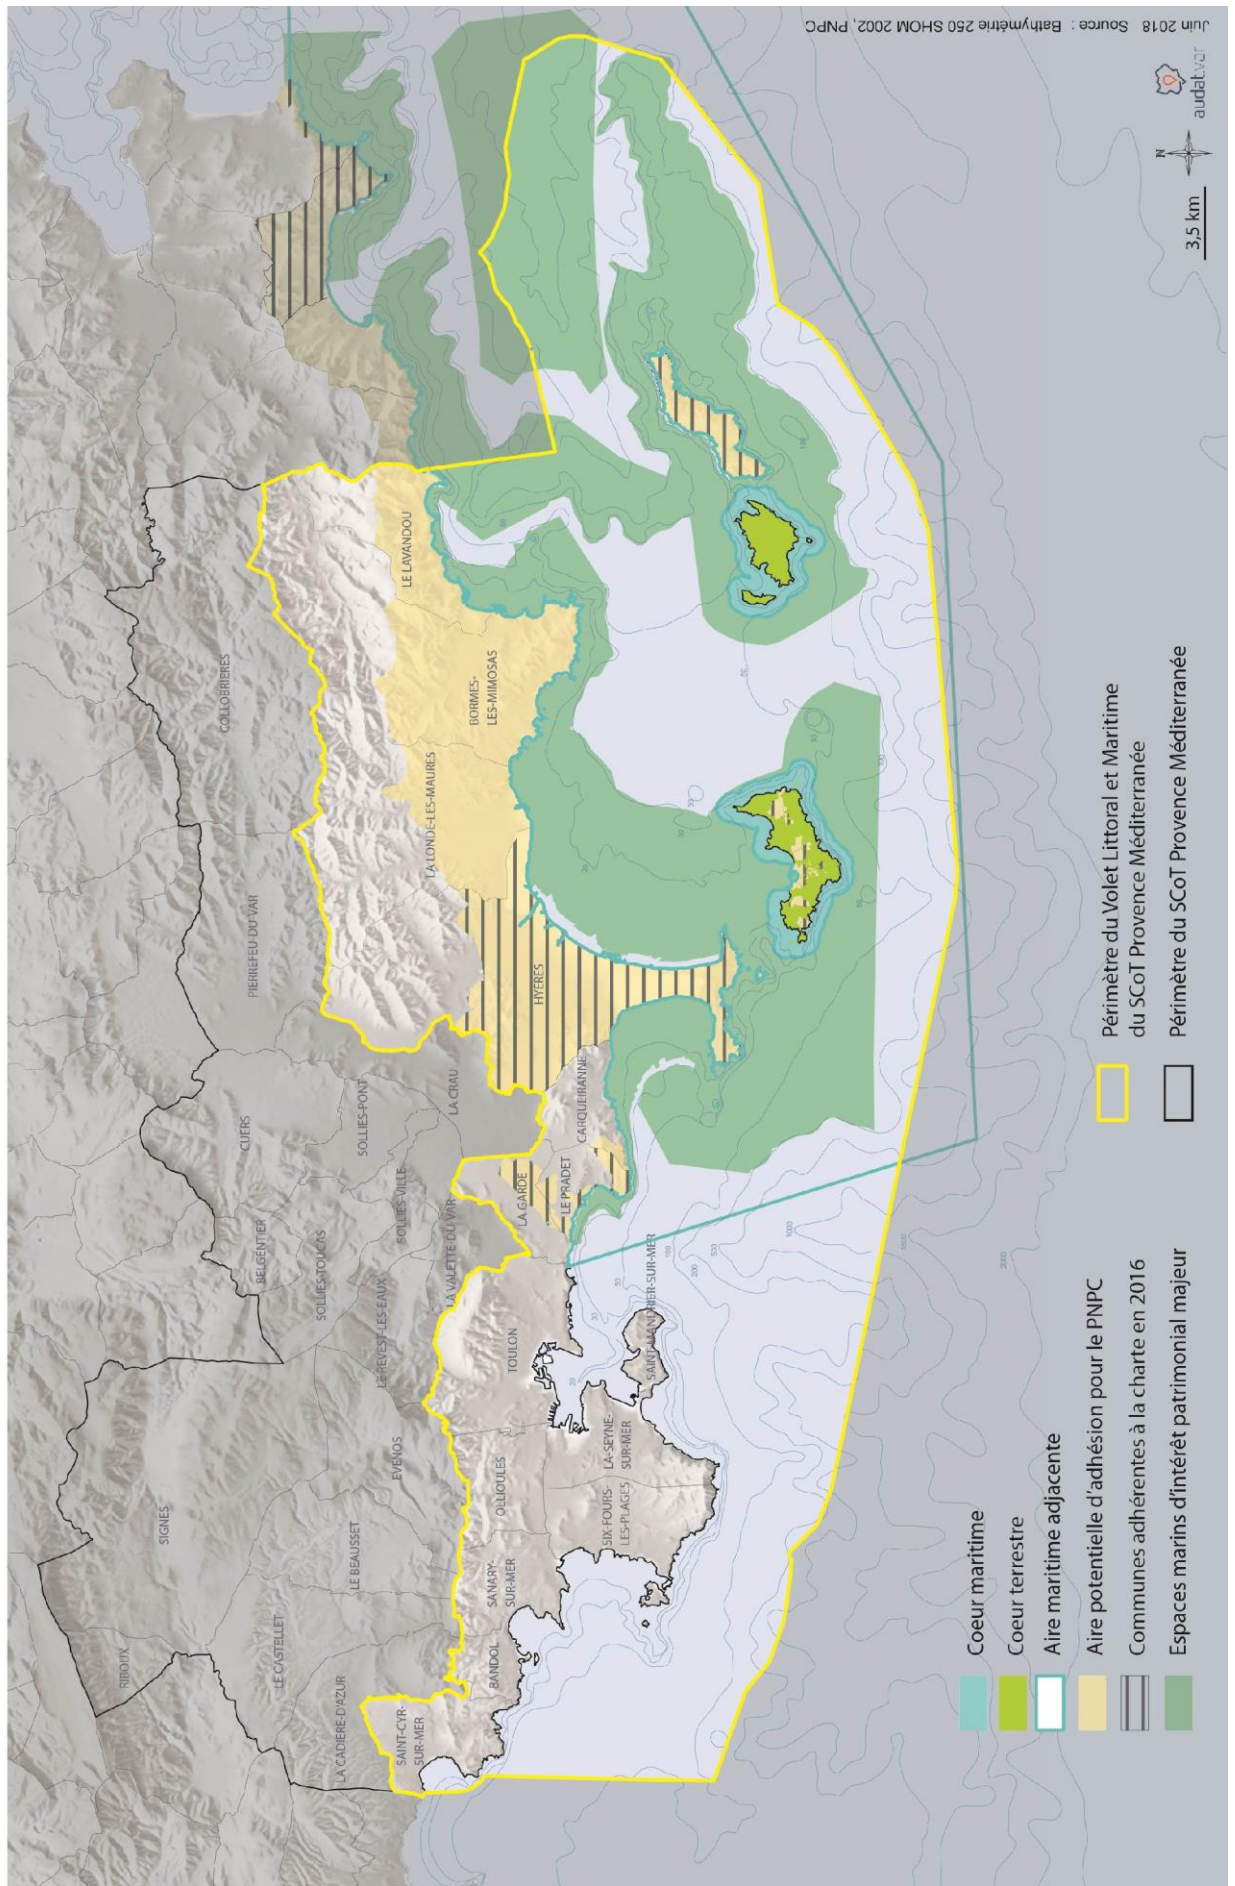 RIBOUX
SIGNES
LE CASTELLET
LA CADIERE-D'AZUR
SAINT-CYR-
SUR-MER
BANDOL
LE BEAUSSET
SANARY-
SUR-MER
EVENOS
OLLIOULES
SIX-FOURS-
LES-PLAGES
LA-SEYNE-
SUR-MER
SAINT-MANDRIER-SUR-MER
TOULON
LE-REVEST-LES-EAUX
LA VALETTE-DU-VAR
BELGENTIER
SOLLIES-TOUCAS
SOLLIES-VILLE
SOLLIES-PONT
CUERS
LA CRAU
LA GARDE
LE PRADET
CARQUEIRANNE
HYERES
PIERREFEU-DU-VAR
COLLOBRIERES
LA LONDE-LES-MAURES
BORMES-
LES-MIMOSAS
LE LAVANDOU
Coeur maritime
Coeur terrestre
Aire maritime adjacente
Aire potentielle d'adhésion pour le PNPC
Communes adhérentes à la charte en 2016
Espaces marins d'intérêt patrimonial majeur
Périmètre du Volet Littoral et Maritime
du SCoT Provence Méditerranée
Périmètre du SCoT Provence Méditerranée
3,5 km
N
audat.var
Juin 2018 Source : Bathymétrie 250 SHOM 2002, PNPC